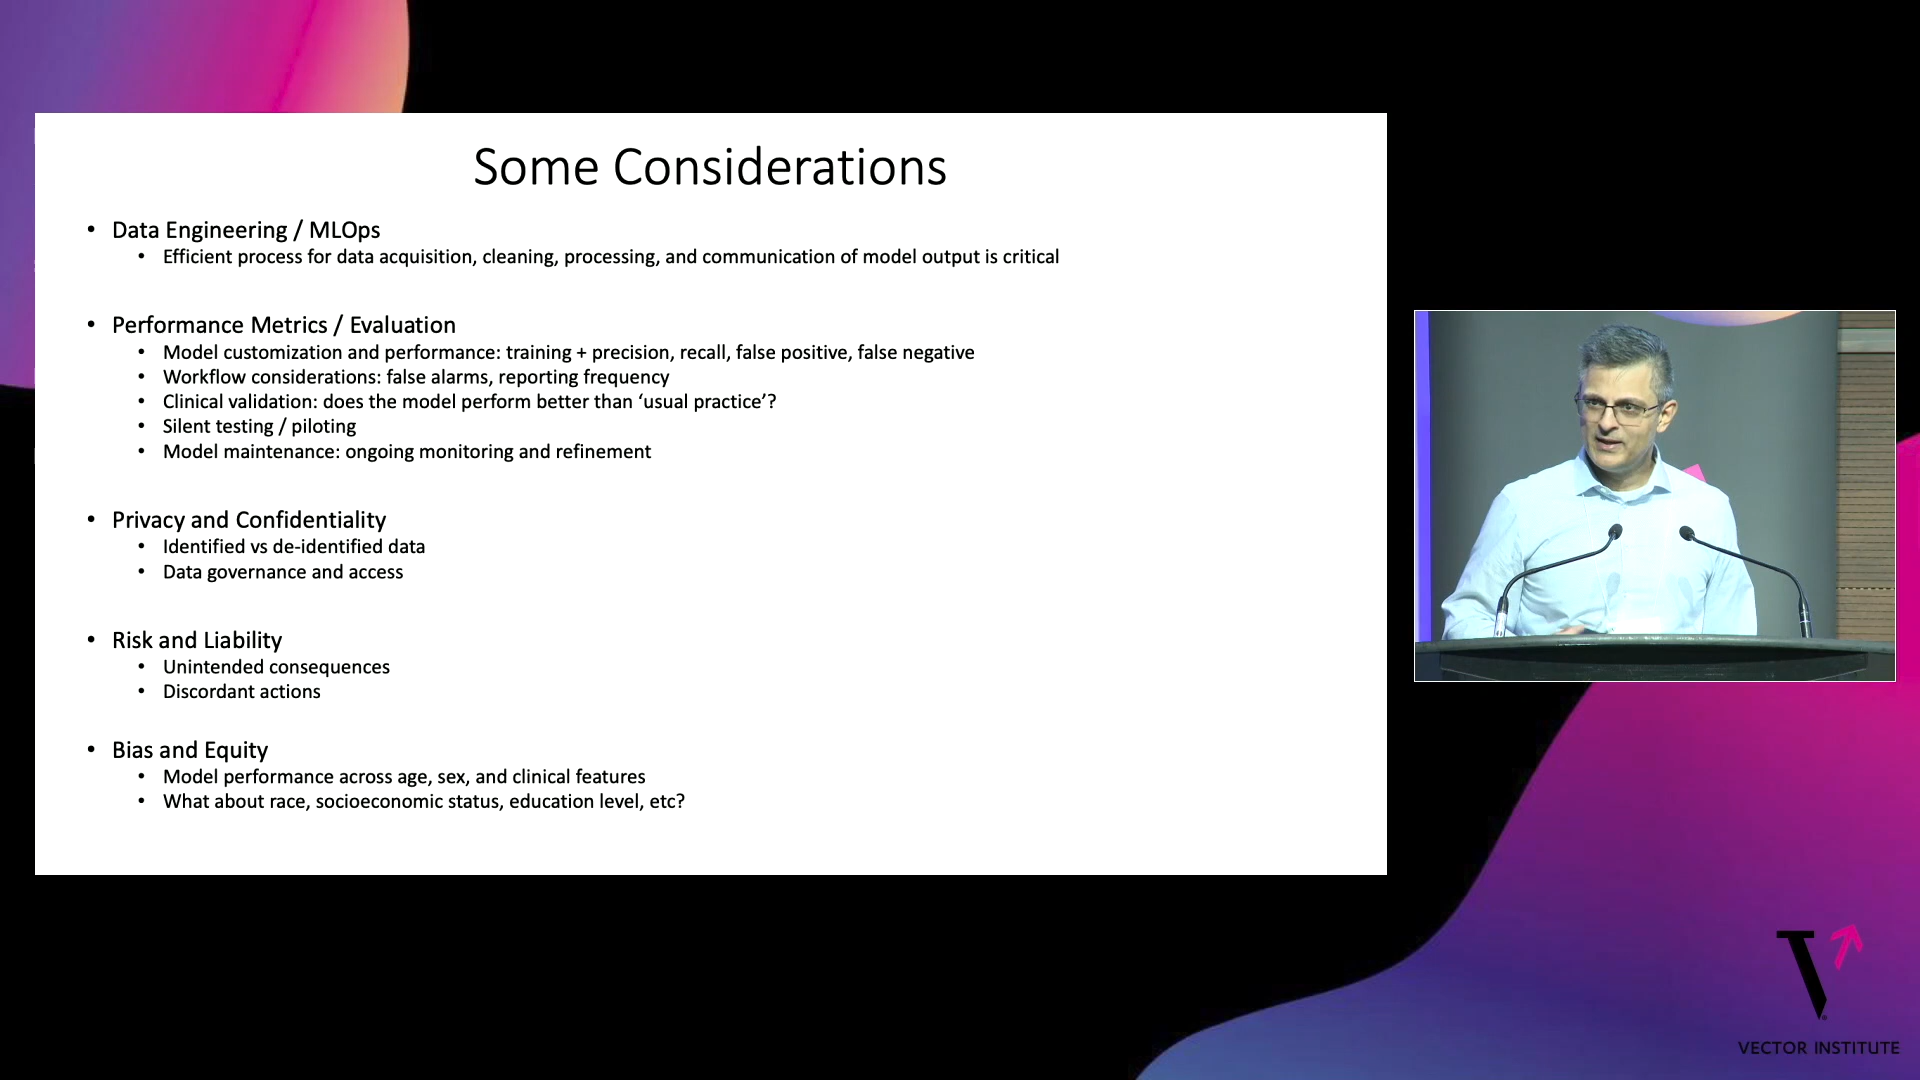 Some Considerations
• Data Engineering / MLOps
• Efficient process for data acquisition, cleaning, processing, and communication of model output is critical
• Performance Metrics / Evaluation
• Model customization and performance: training + precision, recall, false positive, false negative
• Workflow considerations: false alarms, reporting frequency
• Clinical validation: does the model perform better than ‘usual practice’?
• Silent testing / piloting
• Model maintenance: ongoing monitoring and refinement
• Privacy and Confidentiality
• Identified vs de-identified data
• Data governance and access
• Risk and Liability
• Unintended consequences
• Discordant actions
• Bias and Equity
• Model performance across age, sex, and clinical features
• What about race, socioeconomic status, education level, etc?
VECTOR INSTITUTE